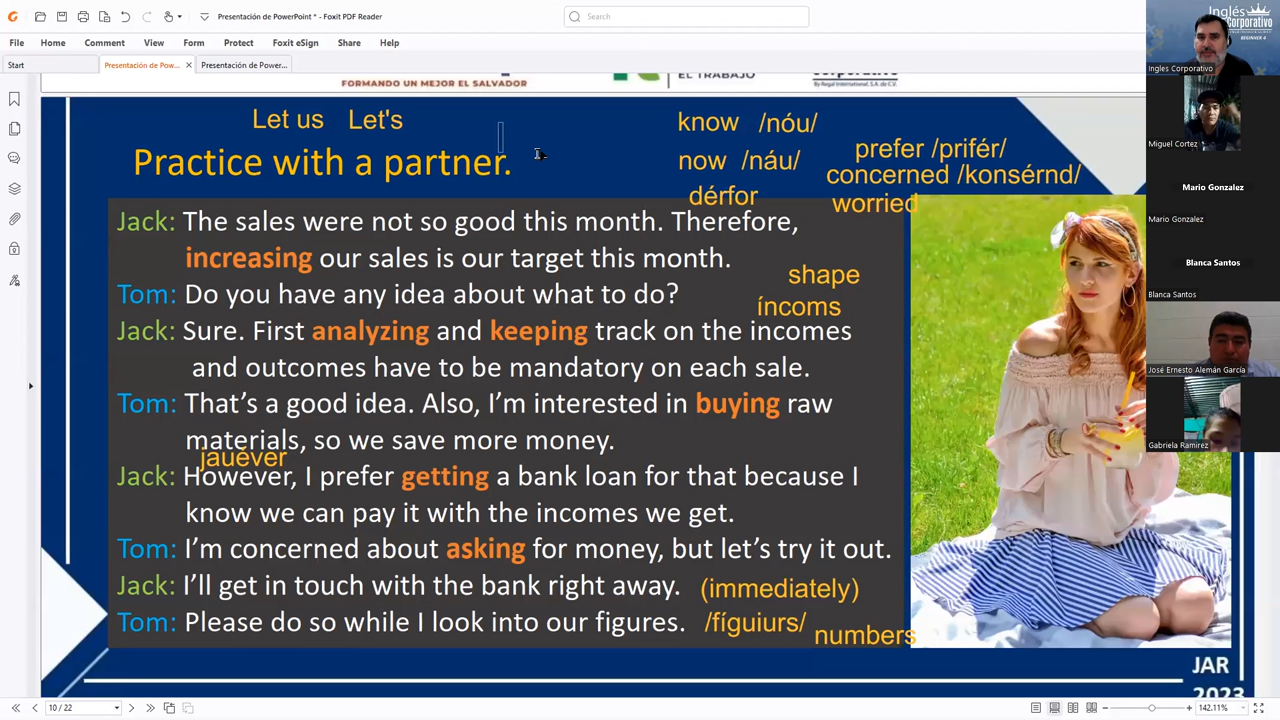 Presentación de PowerPoint * - Foxit PDF Reader
Search
File Home Comment View Form Protect Foxit eSign Share Help
Start
Presentación de Pow...
Presentación de Power...
FORMANDO UN MEJOR EL SALVADOR
EL TRABAJO
By Regal International, S.A. de C.V.
Let us Let's
know /nóu/
Practice with a partner.
now /náu/
prefer /prifér/
concerned /konsérnd/
dérfor
worried
Jack: The sales were not so good this month. Therefore,
increasing our sales is our target this month.
shape
Tom: Do you have any idea about what to do?
íncoms
Jack: Sure. First analyzing and keeping track on the incomes
and outcomes have to be mandatory on each sale.
Tom: That's a good idea. Also, I'm interested in buying raw
materials, so we save more money.
jauéver
Jack: However, I prefer getting a bank loan for that because I
know we can pay it with the incomes we get.
Tom: I'm concerned about asking for money, but let's try it out.
Jack: I'll get in touch with the bank right away.
(immediately)
Tom: Please do so while I look into our figures.
/fíguiurs/
numbers
JAR
2023
10 / 22
142.11%
Inglés
Corporativo
BEGINNER 4
Ingles Corporativo
Miguel Cortez
Mario Gonzalez
Mario Gonzalez
Blanca Santos
Blanca Santos
José Ernesto Alemán García
Gabriela Ramirez